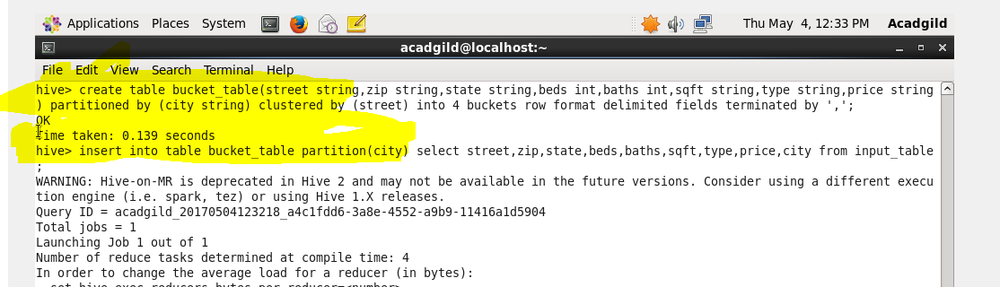 Applications Places System Thu May 4, 12:33 PM Acadgild
acadgild@localhost:~
File Edit View Search Terminal Help
hive> create table bucket_table(street string,zip string,state string,beds int,baths int,sqft string,type string,price string
) partitioned by (city string) clustered by (street) into 4 buckets row format delimited fields terminated by ',';
OK
Time taken: 0.139 seconds
hive> insert into table bucket_table partition(city) select street,zip,state,beds,baths,sqft,type,price,city from input_table
;
WARNING: Hive-on-MR is deprecated in Hive 2 and may not be available in the future versions. Consider using a different execu
tion engine (i.e. spark, tez) or using Hive 1.X releases.
Query ID = acadgild_20170504123218_a4c1fdd6-3a8e-4552-a9b9-11416a1d5904
Total jobs = 1
Launching Job 1 out of 1
Number of reduce tasks determined at compile time: 4
In order to change the average load for a reducer (in bytes):
set hive.exec.reducers.bytes.per.reducer=<number>